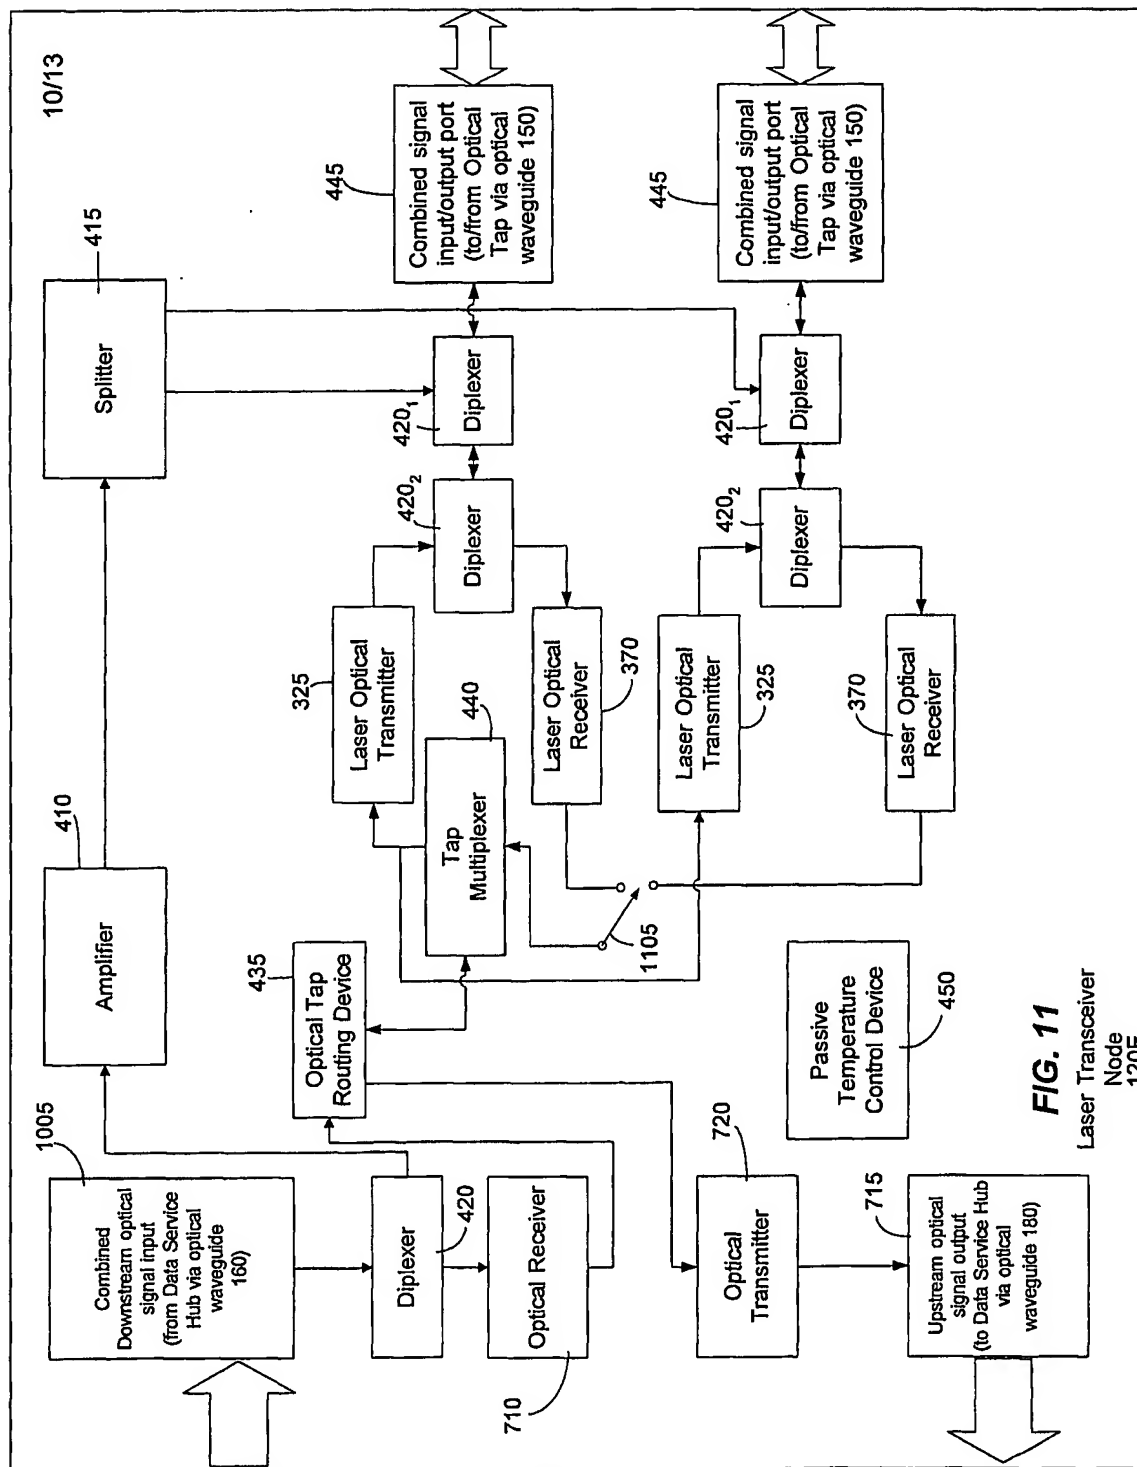 10/13
1005
Combined
Downstream optical
signal input
(from Data Service
Hub via optical
waveguide
160)
410
Amplifier
415
Splitter
Diplexer
420
Optical Receiver
710
435
Optical Tap
Routing Device
440
Tap
Multiplexer
325
Laser Optical
Transmitter
420₂
Diplexer
420₁
Diplexer
445
Combined signal
input/output port
(to/from Optical
Tap via optical
waveguide 150)
Laser Optical
Receiver
370
1105
Laser Optical
Transmitter
325
420₂
Diplexer
420₁
Diplexer
445
Combined signal
input/output port
(to/from Optical
Tap via optical
waveguide 150)
370
Laser Optical
Receiver
720
Optical
Transmitter
715
Upstream optical
signal output
(to Data Service Hub
via optical
waveguide 180)
Passive
Temperature
Control Device
450
FIG. 11
Laser Transceiver
Node